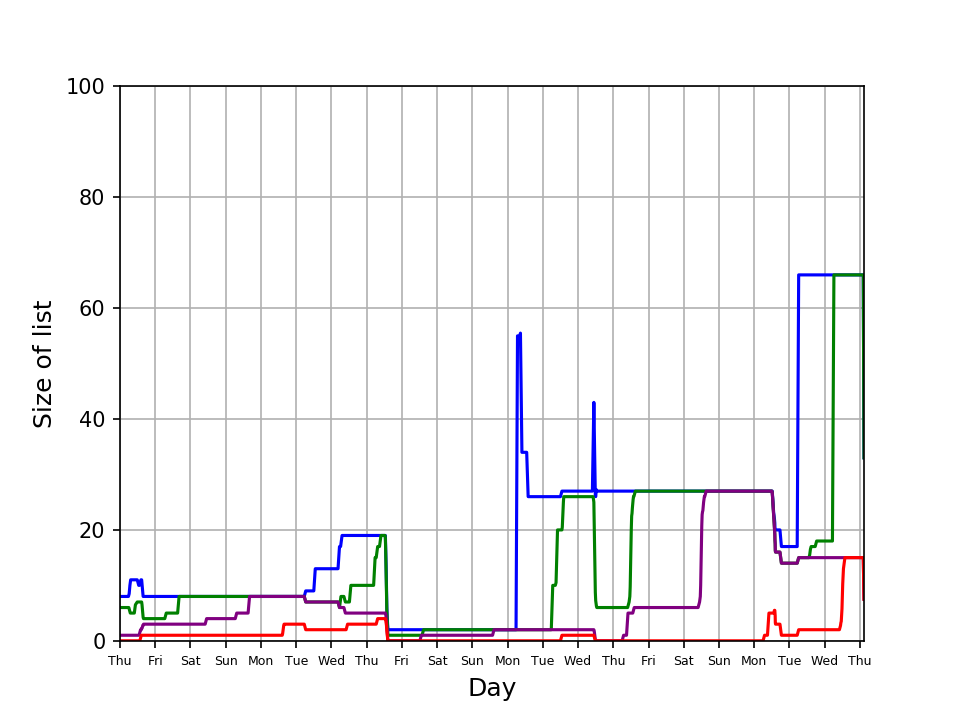 100
80
60
40
20
0
Size of list
Thu Fri Sat Sun Mon Tue Wed Thu Fri Sat Sun Mon Tue Wed Thu Fri Sat Sun Mon Tue Wed Thu
Day